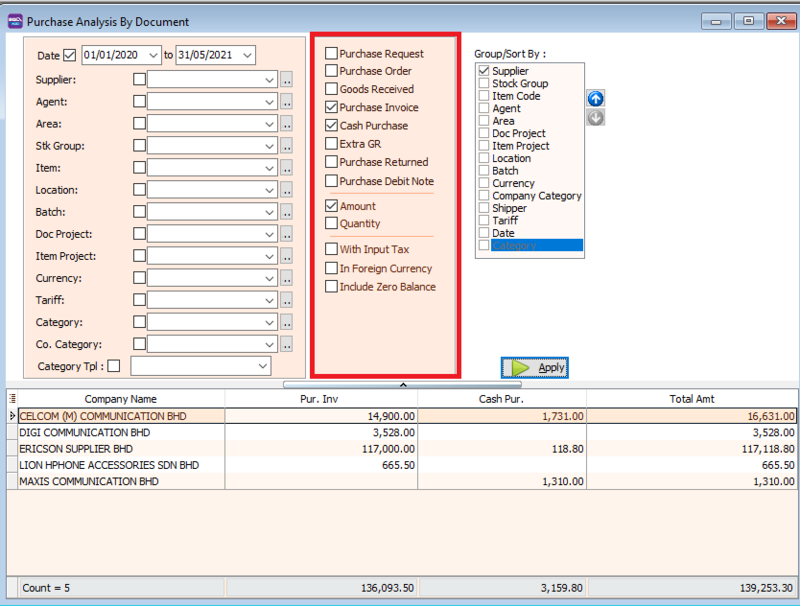 Purchase Analysis By Document
Date 01/01/2020 to 31/05/2021
Supplier:
Agent:
Area:
Stk Group:
Item:
Location:
Batch:
Doc Project:
Item Project:
Currency:
Tariff:
Category:
Co. Category:
Category Tpl :
Purchase Request
Purchase Order
Goods Received
Purchase Invoice
Cash Purchase
Extra GR
Purchase Returned
Purchase Debit Note
Amount
Quantity
With Input Tax
In Foreign Currency
Include Zero Balance
Group/Sort By :
Supplier
Stock Group
Item Code
Agent
Area
Doc Project
Item Project
Location
Batch
Currency
Company Category
Shipper
Tariff
Date
Category
Apply
Company Name Pur. Inv Cash Pur. Total Amt
CELCOM (M) COMMUNICATION BHD 14,900.00 1,731.00 16,631.00
DIGI COMMUNICATION BHD 3,528.00 3,528.00
ERICSON SUPPLIER BHD 117,000.00 118.80 117,118.80
LION HPHONE ACCESSORIES SDN BHD 665.50 665.50
MAXIS COMMUNICATION BHD 1,310.00 1,310.00
Count = 5 136,093.50 3,159.80 139,253.30